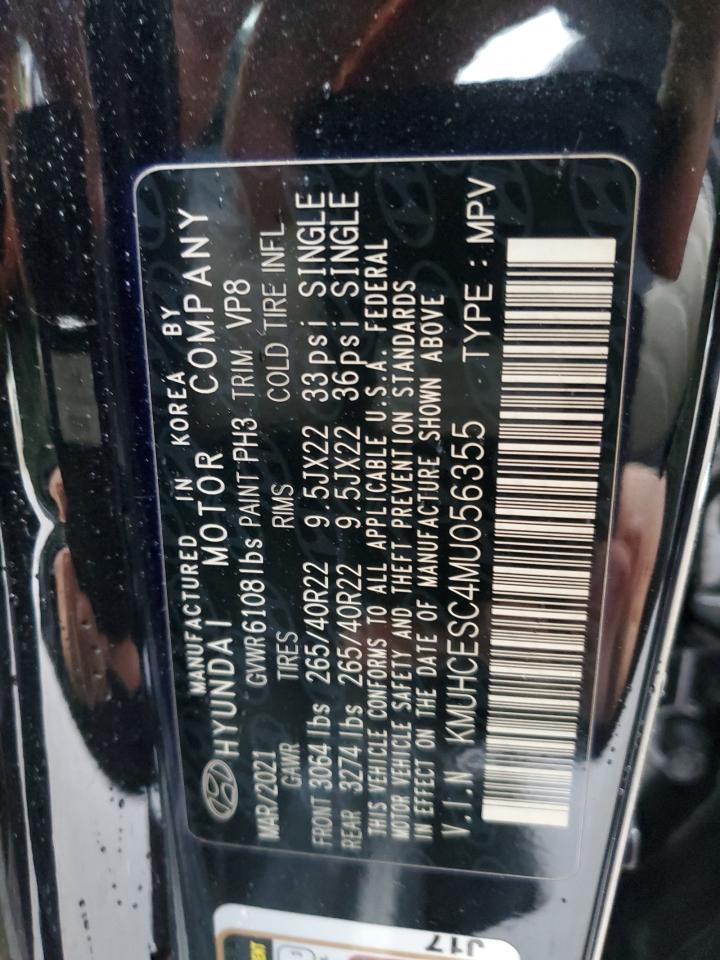 MANUFACTURED IN KOREA BY
HYUNDAI MOTOR COMPANY
MAR/2021 GVWR 6108 lbs PAINT PH3 TRIM VP8
GAWR TIRES RIMS COLD TIRE INFL
FRONT 3064 lbs 265/40R22 9.5JX22 33psi SINGLE
REAR 3274 lbs 265/40R22 9.5JX22 36psi SINGLE
THIS VEHICLE CONFORMS TO ALL APPLICABLE U.S.A. FEDERAL
MOTOR VEHICLE SAFETY AND THEFT PREVENTION STANDARDS
IN EFFECT ON THE DATE OF MANUFACTURE SHOWN ABOVE
V.I.N KMUHCESC4MU056355 TYPE : MPV
J17